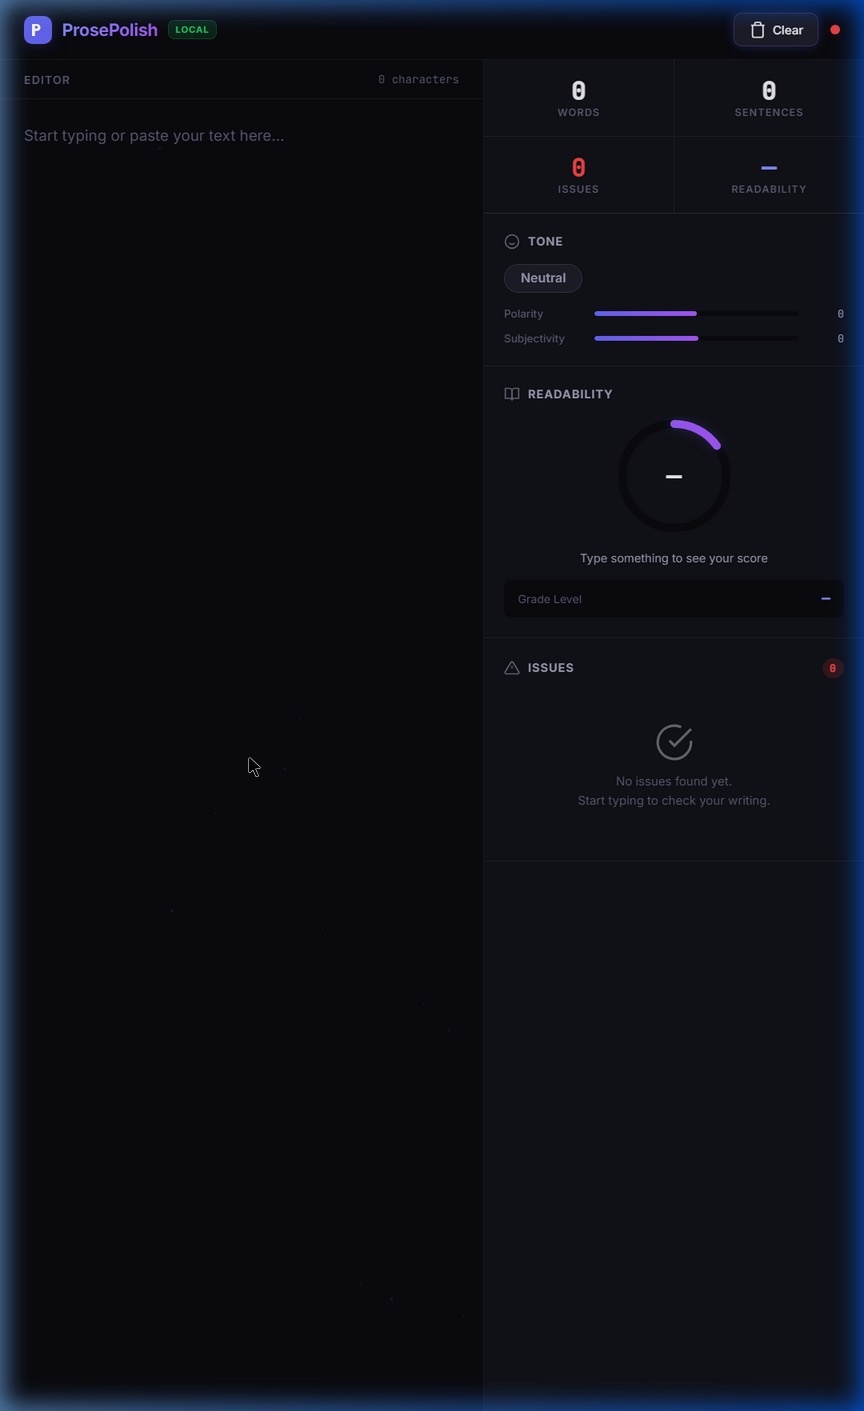 P ProsePolish LOCAL Clear
EDITOR 0 characters
Start typing or paste your text here...
0
WORDS
0
SENTENCES
0
ISSUES
—
READABILITY
TONE
Neutral
Polarity 0
Subjectivity 0
READABILITY
—
Type something to see your score
Grade Level —
ISSUES 0
No issues found yet.
Start typing to check your writing.